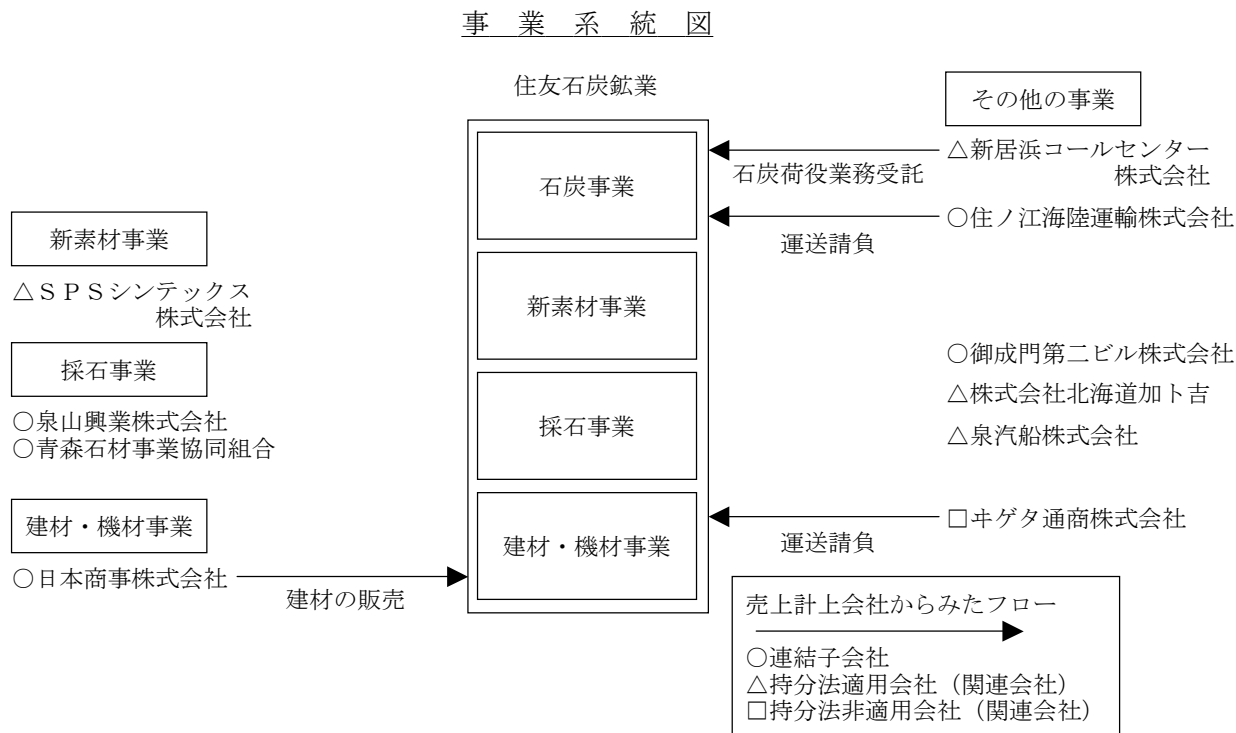 事業系統図
住友石炭鉱業
石炭事業
新素材事業
採石事業
建材・機材事業
新素材事業
△ＳＰＳシンテックス
株式会社
採石事業
○泉山興業株式会社
○青森石材事業協同組合
建材・機材事業
○日本商事株式会社
建材の販売
その他の事業
△新居浜コールセンター
株式会社
石炭荷役業務受託
○住ノ江海陸運輸株式会社
運送請負
○御成門第二ビル株式会社
△株式会社北海道加ト吉
△泉汽船株式会社
□ヰゲタ通商株式会社
運送請負
売上計上会社からみたフロー
○連結子会社
△持分法適用会社（関連会社）
□持分法非適用会社（関連会社）